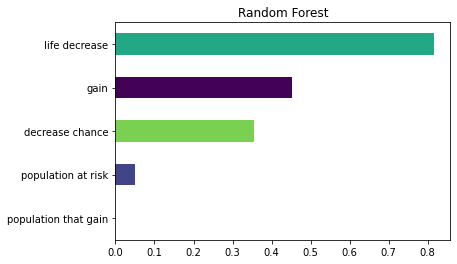 Random Forest
life decrease
gain
decrease chance
population at risk
population that gain
0.0 0.1 0.2 0.3 0.4 0.5 0.6 0.7 0.8